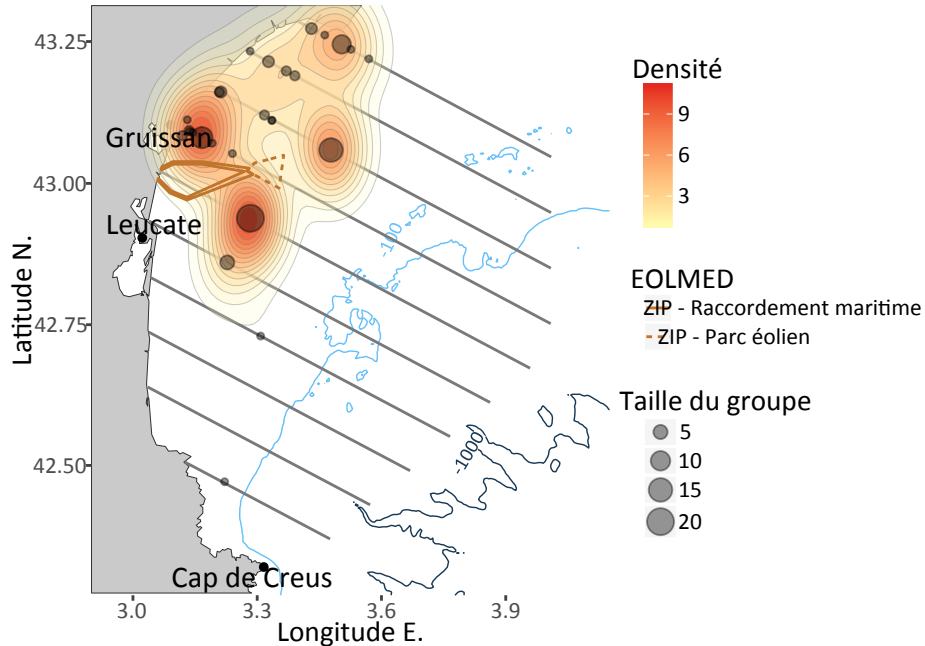 43.25
43.00
42.75
42.50
Latitude N.
3.0
3.3
3.6
3.9
Longitude E.
Gruissan
Leucate
Cap de Creus
-100
-1000
Densité
9
6
3
EOLMED
ZIP - Raccordement maritime
ZIP - Parc éolien
Taille du groupe
5
10
15
20